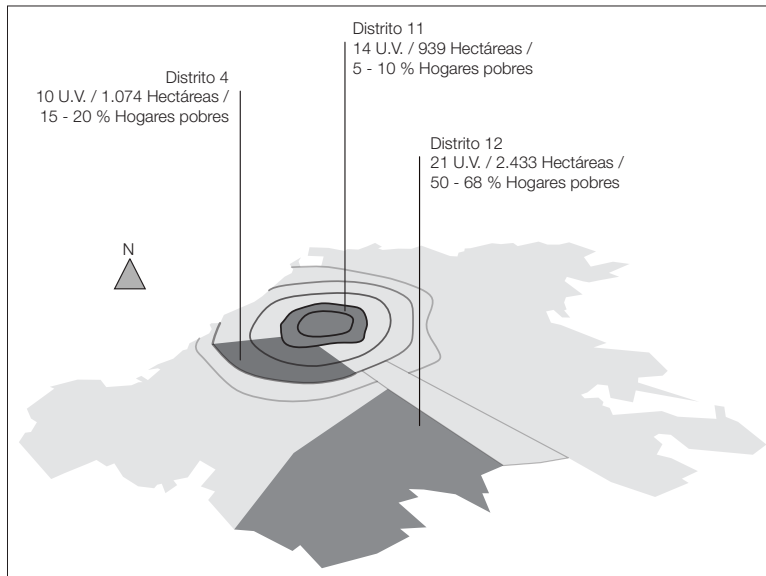 Distrito 11
14 U.V. / 939 Hectáreas /
5 - 10 % Hogares pobres
Distrito 4
10 U.V. / 1.074 Hectáreas /
15 - 20 % Hogares pobres
Distrito 12
21 U.V. / 2.433 Hectáreas /
50 - 68 % Hogares pobres
N